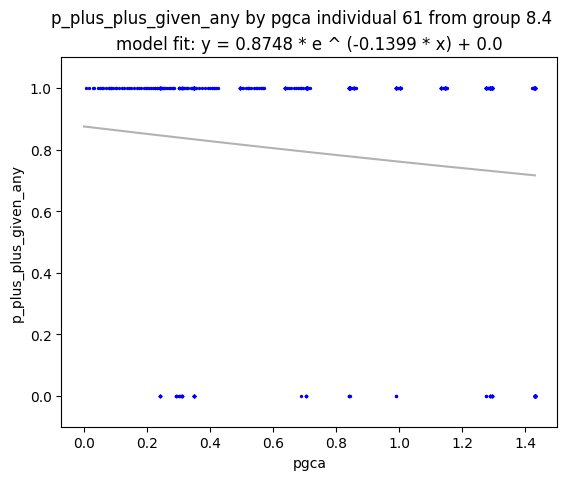 p_plus_plus_given_any by pgca individual 61 from group 8.4
model fit: y = 0.8748 * e ^ (-0.1399 * x) + 0.0
1.0
0.8
0.6
0.4
0.2
0.0
p_plus_plus_given_any
0.0 0.2 0.4 0.6 0.8 1.0 1.2 1.4
pgca